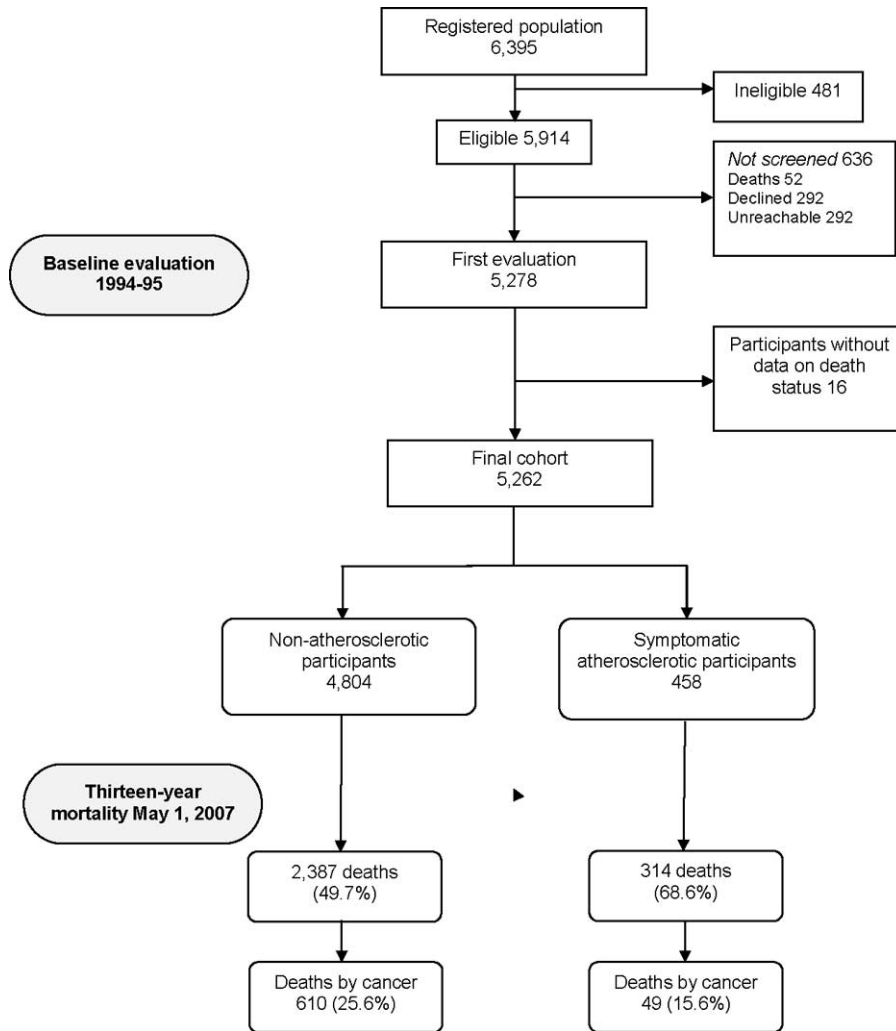 Registered population
6,395
Ineligible 481
Eligible 5,914
Not screened 636
Deaths 52
Declined 292
Unreachable 292
Baseline evaluation
1994-95
First evaluation
5,278
Participants without
data on death
status 16
Final cohort
5,262
Non-atherosclerotic
participants
4,804
Symptomatic
atherosclerotic participants
458
Thirteen-year
mortality May 1, 2007
2,387 deaths
(49.7%)
314 deaths
(68.6%)
Deaths by cancer
610 (25.6%)
Deaths by cancer
49 (15.6%)